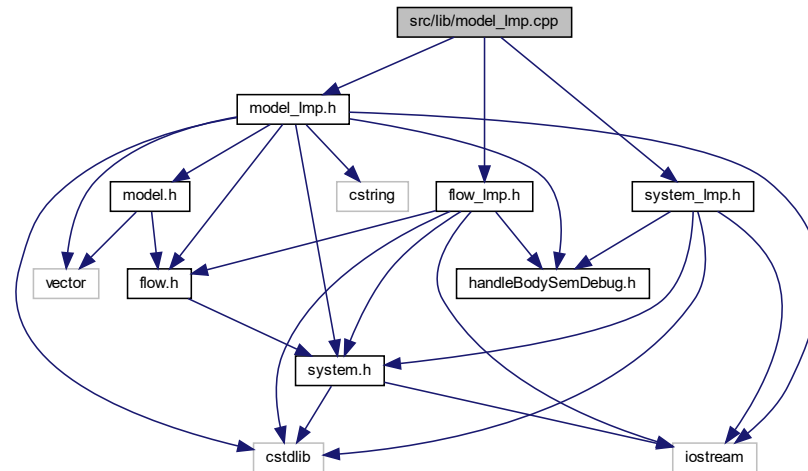 src/lib/model_Imp.cpp
model_Imp.h
model.h
cstring
flow_Imp.h
system_Imp.h
vector
flow.h
handleBodySemDebug.h
system.h
cstdlib
iostream